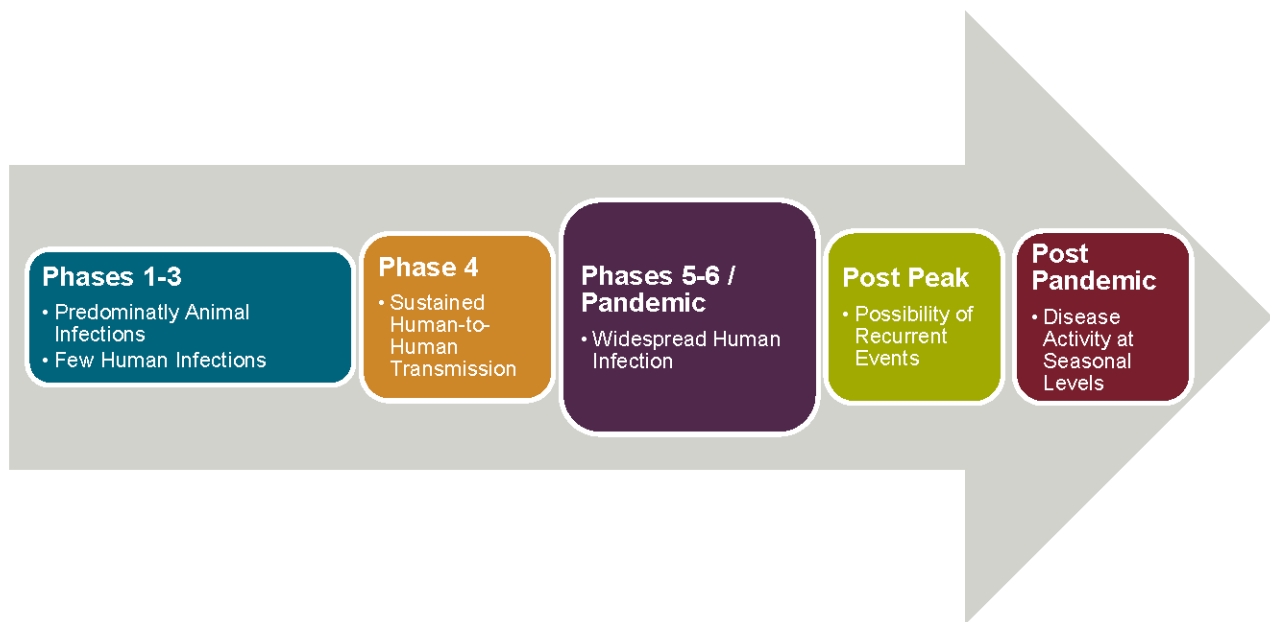 Phases 1-3
• Predominatly Animal
Infections
• Few Human Infections
Phase 4
• Sustained
Human-to-
Human
Transmission
Phases 5-6 /
Pandemic
• Widespread Human
Infection
Post Peak
• Possibility of
Recurrent
Events
Post
Pandemic
• Disease
Activity at
Seasonal
Levels